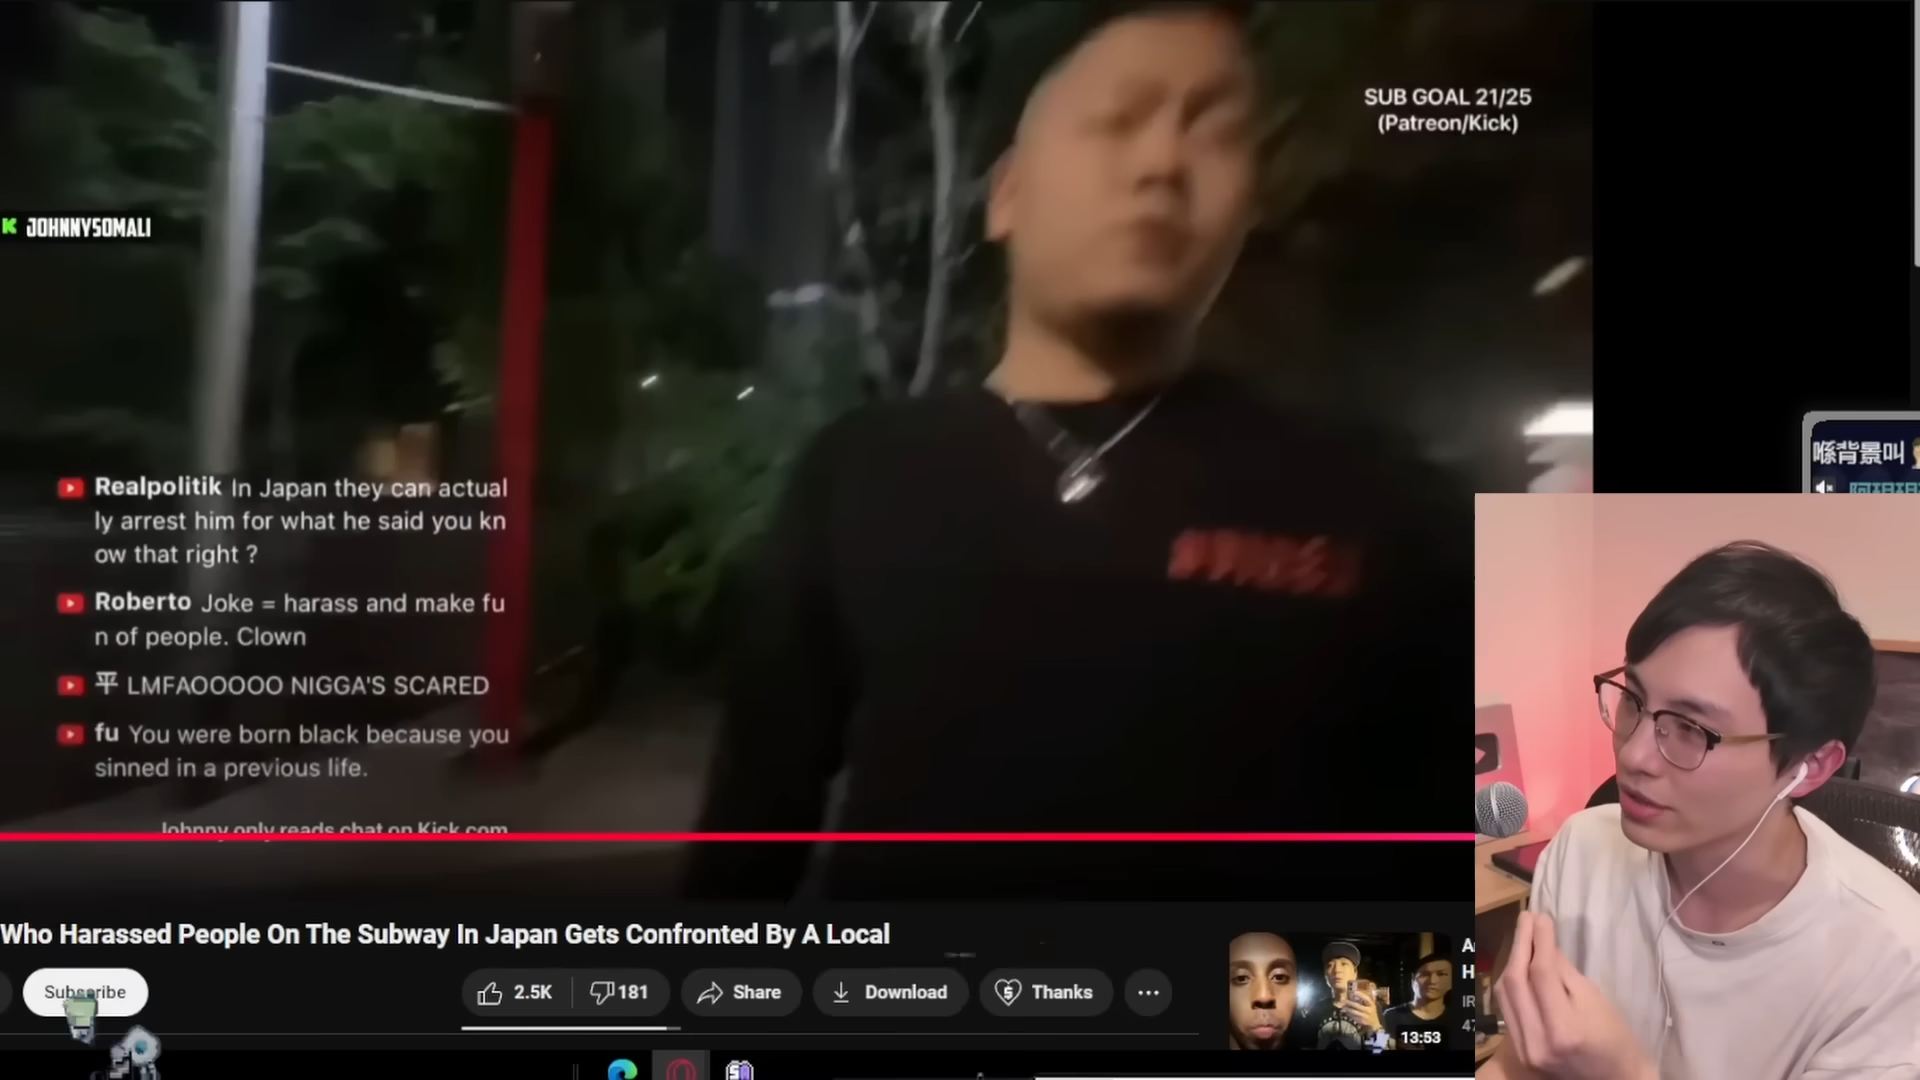 SUB GOAL 21/25
(Patreon/Kick)
JOHNNYSOMALI
Realpolitik In Japan they can actual
ly arrest him for what he said you kn
ow that right ?
Roberto Joke = harass and make fu
n of people. Clown
平 LMFAOOOOO NIGGA'S SCARED
fu You were born black because you
sinned in a previous life.
Johnny only reads chat on Kick.com
喺背景叫
Who Harassed People On The Subway In Japan Gets Confronted By A Local
Subscribe
2.5K
181
Share
Download
Thanks
13:53